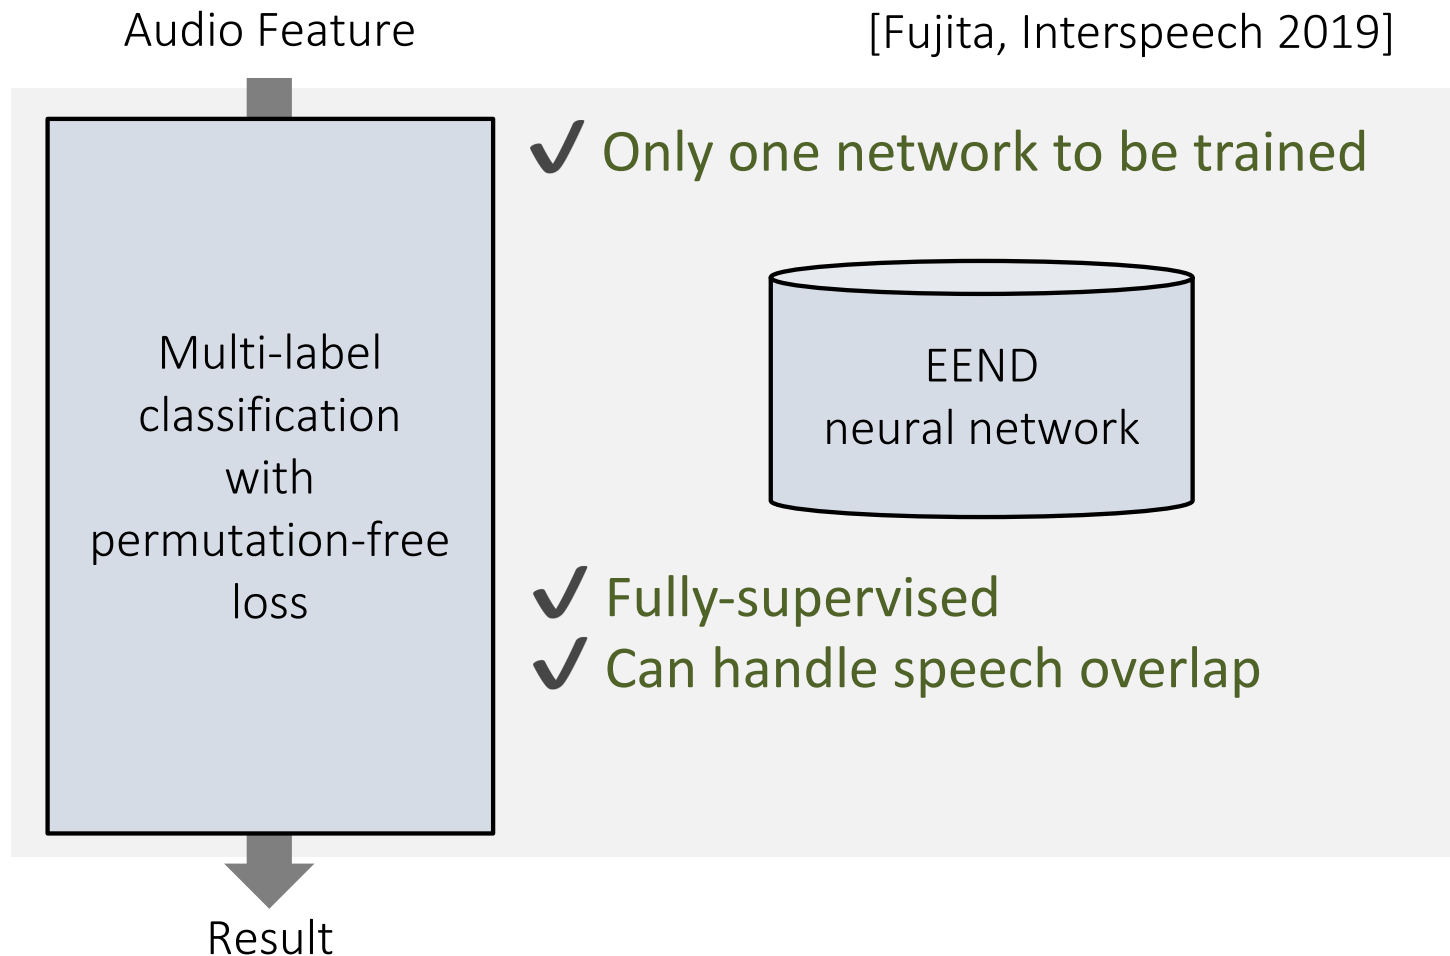 Audio Feature
[Fujita, Interspeech 2019]
Only one network to be trained
Multi-label
classification
with
permutation-free
loss
EEND
neural network
Fully-supervised
Can handle speech overlap
Result